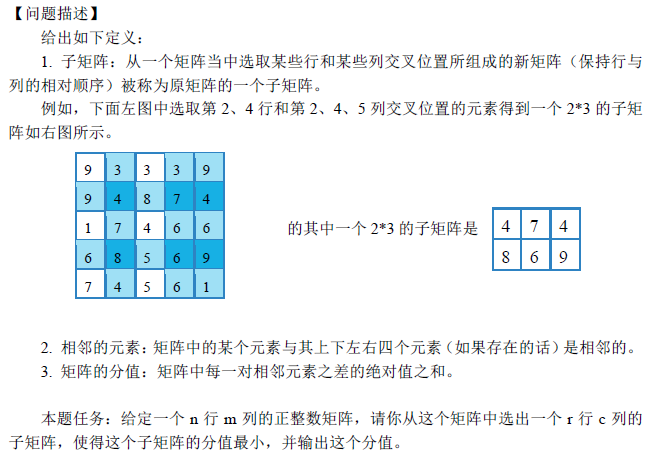 【问题描述】
给出如下定义：
1. 子矩阵：从一个矩阵当中选取某些行和某些列交叉位置所组成的新矩阵（保持行与
列的相对顺序）被称为原矩阵的一个子矩阵。
例如，下面左图中选取第 2、4 行和第 2、4、5 列交叉位置的元素得到一个 2*3 的子矩
阵如右图所示。
9 3 3 3 9
9 4 8 7 4
1 7 4 6 6
6 8 5 6 9
7 4 5 6 1
的其中一个 2*3 的子矩阵是
4 7 4
8 6 9
2. 相邻的元素：矩阵中的某个元素与其上下左右四个元素（如果存在的话）是相邻的。
3. 矩阵的分值：矩阵中每一对相邻元素之差的绝对值之和。
本题任务：给定一个 n 行 m 列的正整数矩阵，请你从这个矩阵中选出一个 r 行 c 列的
子矩阵，使得这个子矩阵的分值最小，并输出这个分值。